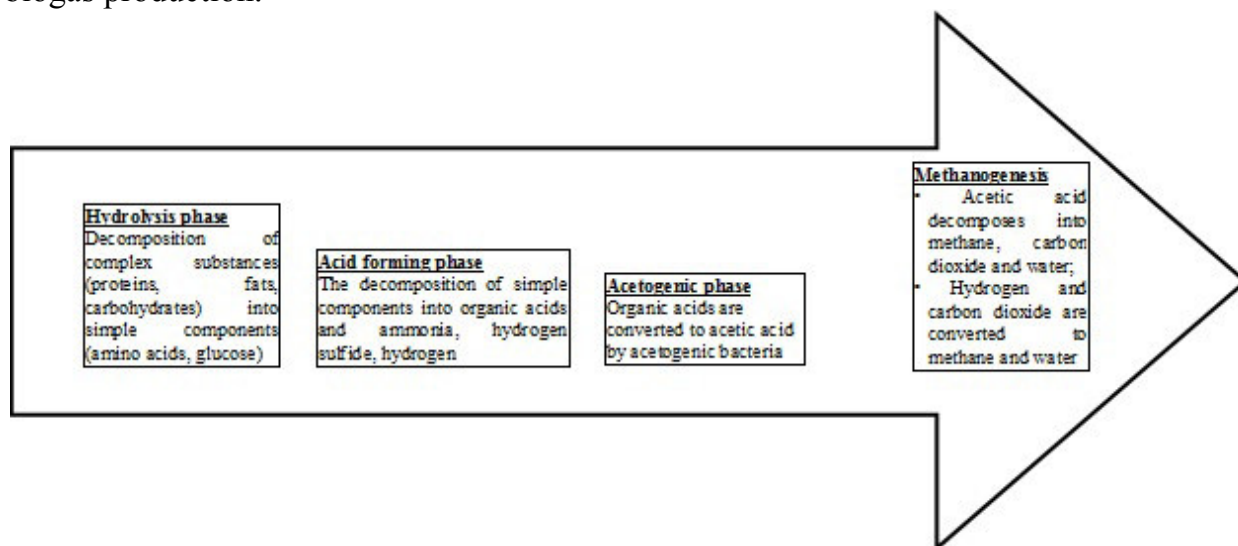 biogas production.
Hydrolysis phase
Decomposition of
complex substances
(proteins, fats,
carbohydrates) into
simple components
(amino acids, glucose)
Acid forming phase
The decomposition of simple
components into organic acids
and ammonia, hydrogen
sulfide, hydrogen
Acetogenic phase
Organic acids are
converted to acetic acid
by acetogenic bacteria
Methanogenesis
• Acetic acid
decomposes into
methane, carbon
dioxide and water;
• Hydrogen and
carbon dioxide are
converted to
methane and water